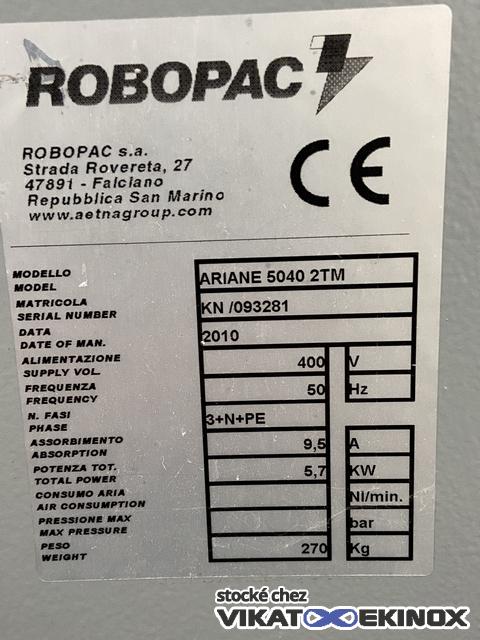 ROBOPAC
ROBOPAC s.a.
Strada Rovereta, 27
47891 - Falciano
Repubblica San Marino
www.aetnagroup.com
CE
MODELLO
MODEL
ARIANE 5040 2TM
MATRICOLA
SERIAL NUMBER
KN /093281
DATA
DATE OF MAN.
2010
ALIMENTAZIONE
SUPPLY VOL.
400 V
FREQUENZA
FREQUENCY
50 Hz
N. FASI
PHASE
3+N+PE
ASSORBIMENTO
ABSORPTION
9,5 A
POTENZA TOT.
TOTAL POWER
5,7 KW
CONSUMO ARIA
AIR CONSUMPTION
Nl/min.
PRESSIONE MAX
MAX PRESSURE
bar
PESO
WEIGHT
270 Kg
stocké chez
VIKATOO EKINOX